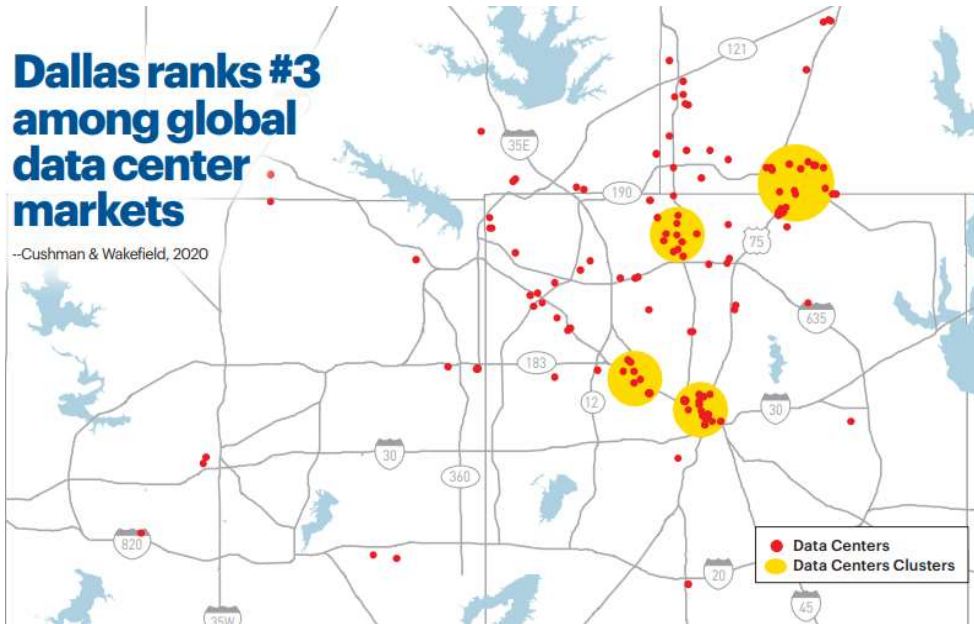 Dallas ranks #3
among global
data center
markets
--Cushman & Wakefield, 2020
121
35E
190
75
635
183
12
30
30
360
820
20
35W
45
Data Centers
Data Centers Clusters